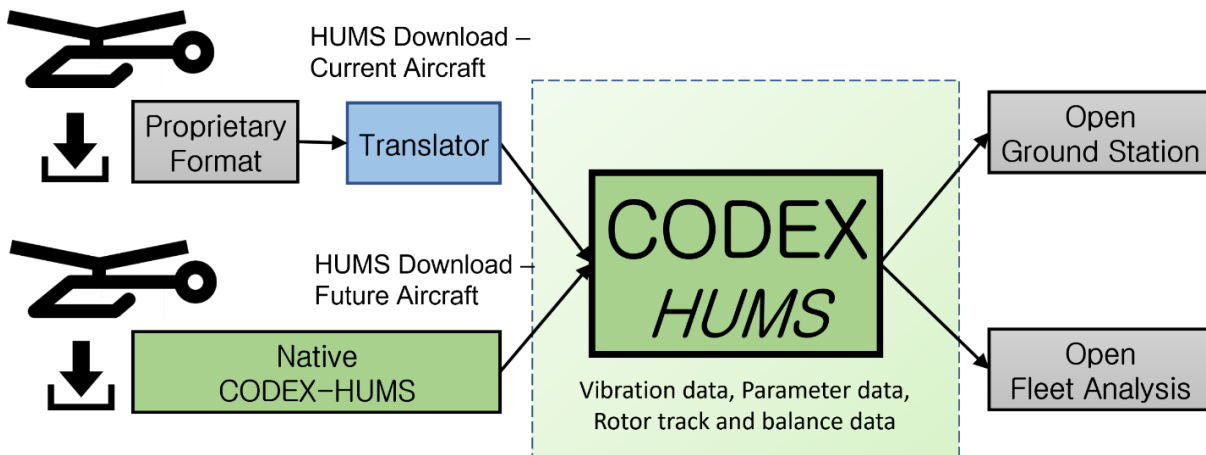 HUMS Download –
Current Aircraft
Proprietary
Format
Translator
HUMS Download –
Future Aircraft
Native
CODEX-HUMS
CODEX
HUMS
Vibration data, Parameter data,
Rotor track and balance data
Open
Ground Station
Open
Fleet Analysis